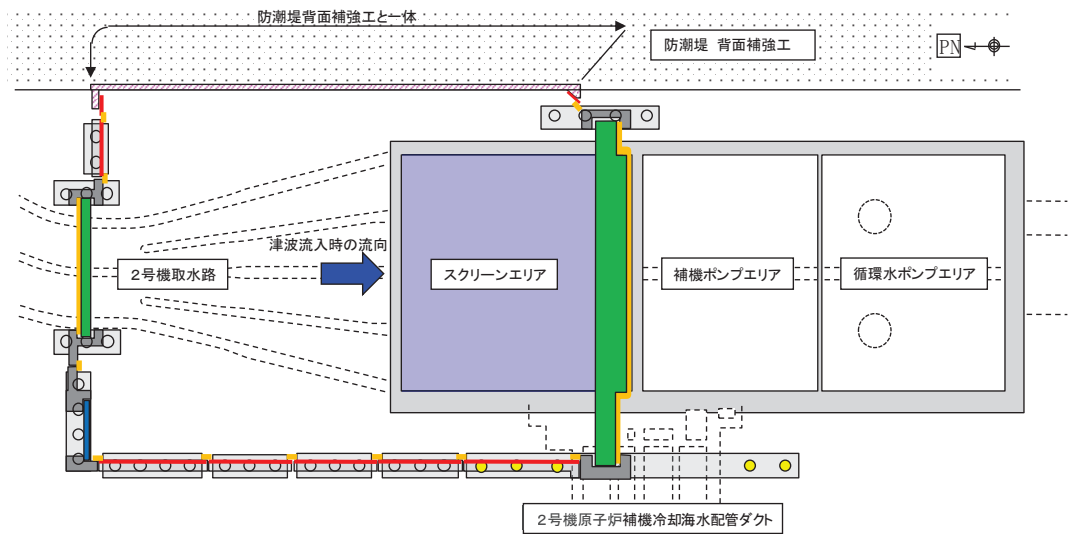 防潮堤背面補強工と一体
防潮堤 背面補強工
PN
津波流入時の流向
2号機取水路
スクリーンエリア
補機ポンプエリア
循環水ポンプエリア
2号機原子炉補機冷却海水配管ダクト